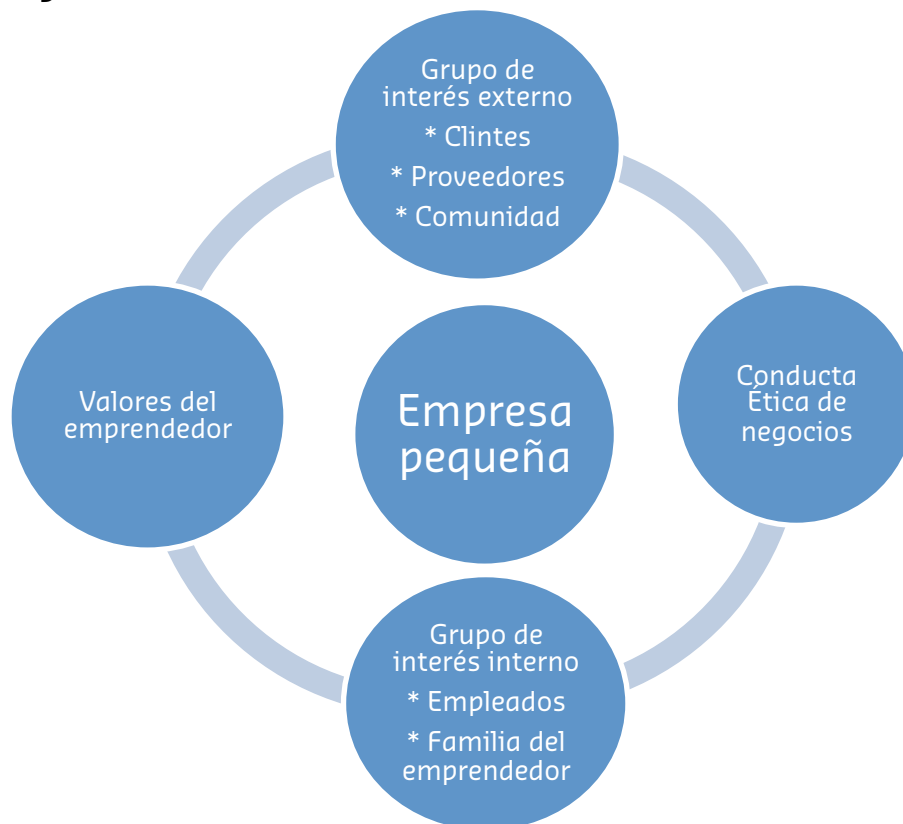 Grupo de
interés externo
* Clintes
* Proveedores
* Comunidad
Valores del
emprendedor
Empresa
pequeña
Conducta
Ética de
negocios
Grupo de
interés interno
* Empleados
* Familia del
emprendedor